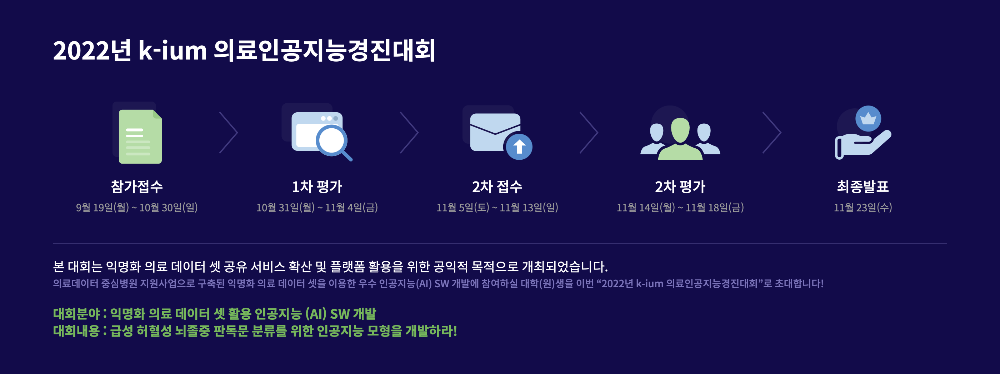 2022년 k-ium 의료인공지능경진대회
참가접수
9월 19일(월) ~ 10월 30일(일)
1차 평가
10월 31일(월) ~ 11월 4일(금)
2차 접수
11월 5일(토) ~ 11월 13일(일)
2차 평가
11월 14일(월) ~ 11월 18일(금)
최종발표
11월 23일(수)
본 대회는 익명화 의료 데이터 셋 공유 서비스 확산 및 플랫폼 활용을 위한 공익적 목적으로 개최되었습니다.
의료데이터 중심병원 지원사업으로 구축된 익명화 의료 데이터 셋을 이용한 우수 인공지능(AI) SW 개발에 참여하실 대학(원)생을 이번 “2022년 k-ium 의료인공지능경진대회”로 초대합니다!
대회분야 : 익명화 의료 데이터 셋 활용 인공지능 (AI) SW 개발
대회내용 : 급성 허혈성 뇌졸중 판독문 분류를 위한 인공지능 모형을 개발하라!